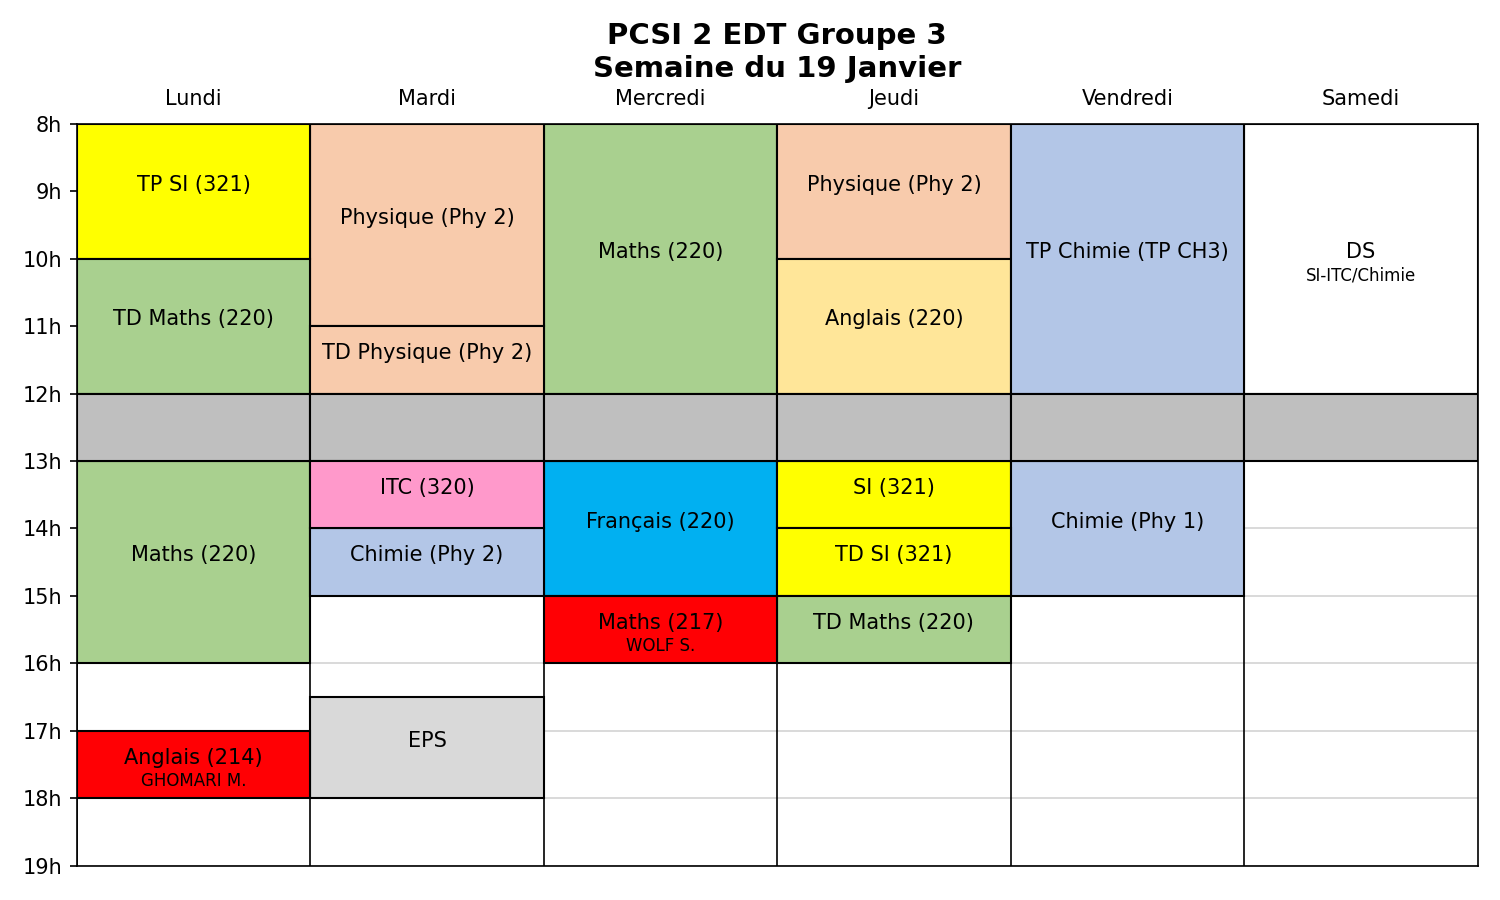 PCSI 2 EDT Groupe 3
Semaine du 19 Janvier
Lundi
Mardi
Mercredi
Jeudi
Vendredi
Samedi
8h
9h
10h
11h
12h
13h
14h
15h
16h
17h
18h
19h
TP SI (321)
TD Maths (220)
Maths (220)
Anglais (214)
GHOMARI M.
Physique (Phy 2)
TD Physique (Phy 2)
ITC (320)
Chimie (Phy 2)
EPS
Maths (220)
Français (220)
Maths (217)
WOLF S.
Physique (Phy 2)
Anglais (220)
SI (321)
TD SI (321)
TD Maths (220)
TP Chimie (TP CH3)
Chimie (Phy 1)
DS
SI-ITC/Chimie